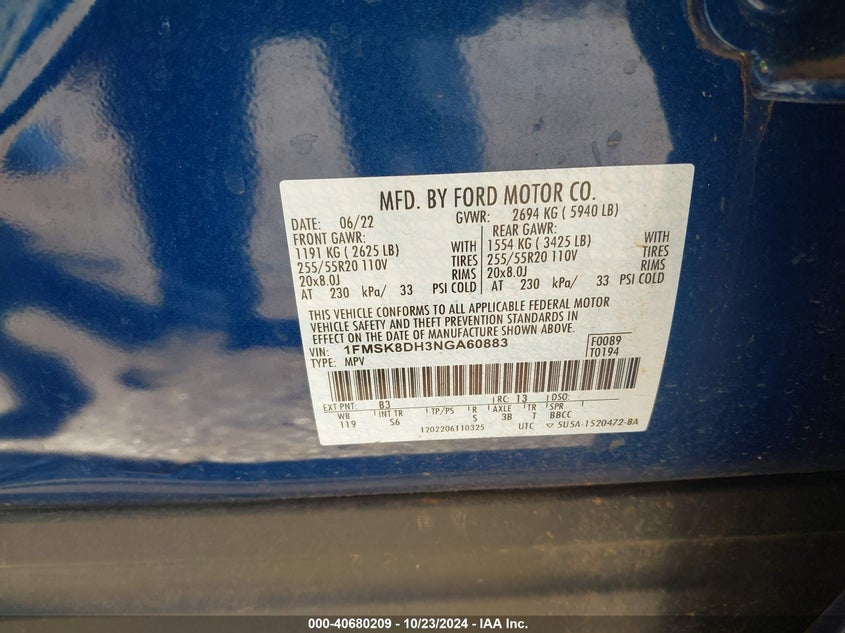 MFD. BY FORD MOTOR CO.
DATE: 06/22 GVWR: 2694 KG ( 5940 LB)
FRONT GAWR: REAR GAWR:
1191 KG ( 2625 LB) WITH 1554 KG ( 3425 LB) WITH
255/55R20 110V TIRES 255/55R20 110V TIRES
20x8.0J RIMS 20x8.0J RIMS
AT 230 kPa/ 33 PSI COLD AT 230 kPa/ 33 PSI COLD
THIS VEHICLE CONFORMS TO ALL APPLICABLE FEDERAL MOTOR
VEHICLE SAFETY AND THEFT PREVENTION STANDARDS IN
EFFECT ON THE DATE OF MANUFACTURE SHOWN ABOVE.
VIN: 1FMSK8DH3NGA60883 F0089
TYPE: MPV T0194
EXT PNT: B3 RC: 13 DSO:
WB INT TR TP/PS R AXLE TR SPR
119 S6 S 3B T BBCC
1202206110325 UTC ▽ 5U5A-1520472-BA
000-40680209 - 10/23/2024 - IAA Inc.